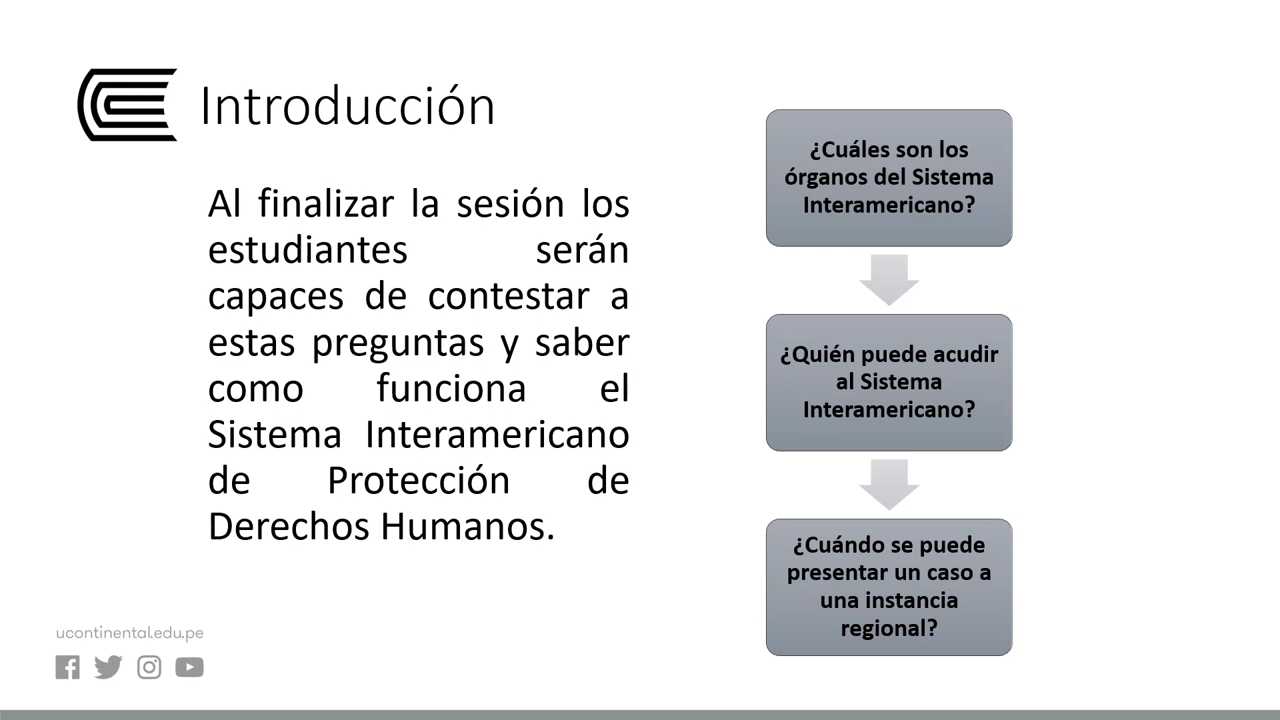 Introducción
Al finalizar la sesión los
estudiantes serán
capaces de contestar a
estas preguntas y saber
como funciona el
Sistema Interamericano
de Protección de
Derechos Humanos.
¿Cuáles son los
órganos del Sistema
Interamericano?
¿Quién puede acudir
al Sistema
Interamericano?
¿Cuándo se puede
presentar un caso a
una instancia
regional?
ucontinental.edu.pe